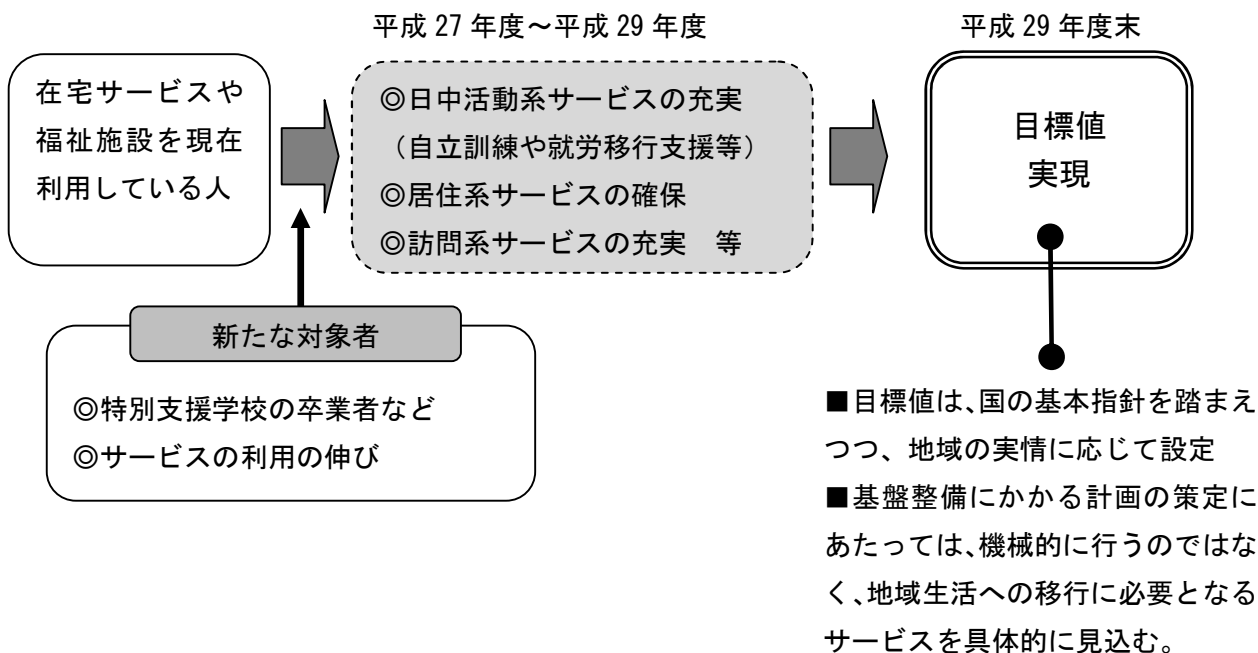 平成 27 年度～平成 29 年度
平成 29 年度末
在宅サービスや
福祉施設を現在
利用している人
◎日中活動系サービスの充実
（自立訓練や就労移行支援等）
◎居住系サービスの確保
◎訪問系サービスの充実　等
目標値
実現
新たな対象者
◎特別支援学校の卒業者など
◎サービスの利用の伸び
■目標値は、国の基本指針を踏まえ
つつ、地域の実情に応じて設定
■基盤整備にかかる計画の策定に
あたっては、機械的に行うのではな
く、地域生活への移行に必要となる
サービスを具体的に見込む。